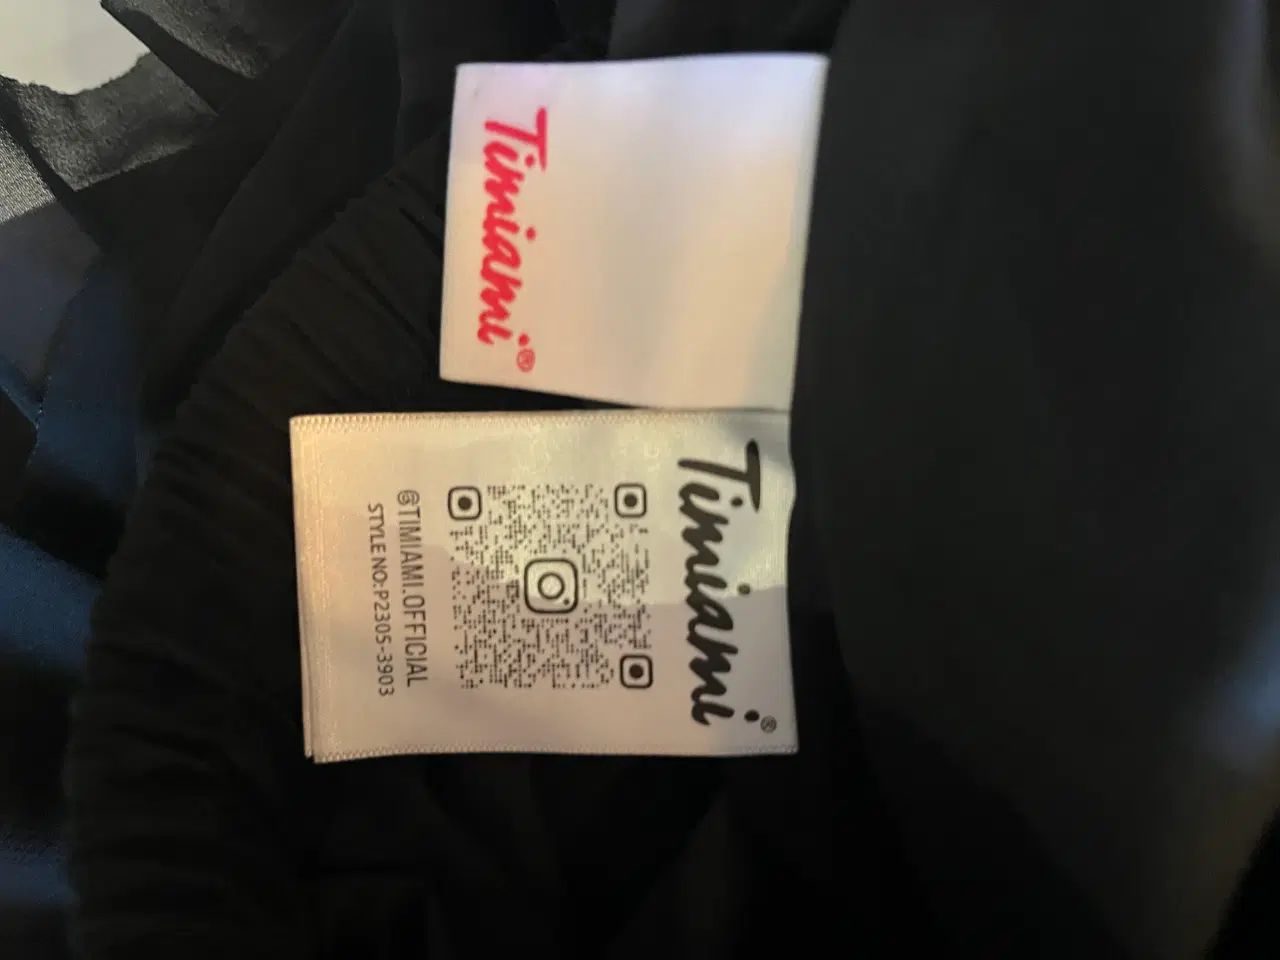 Timiami®
Timiami®
@TIMIAMI.OFFICIAL
STYLE NO:P2305-3903